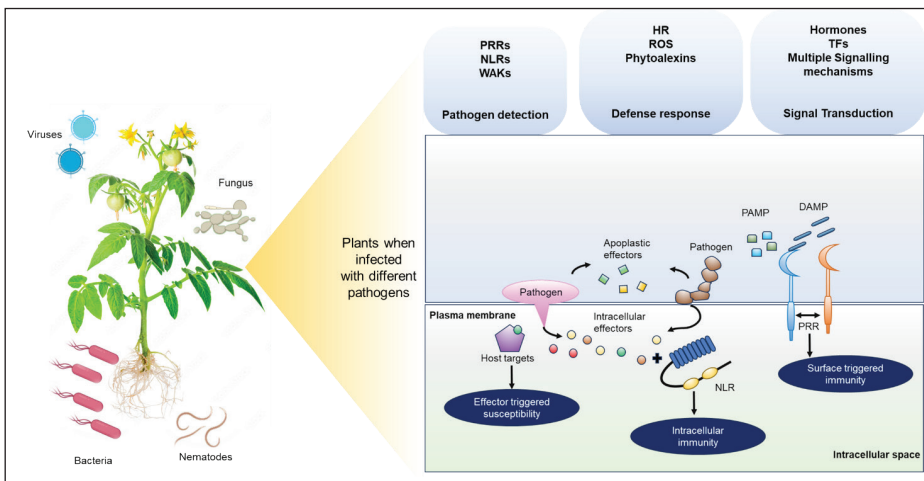 Viruses
Fungus
Bacteria
Nematodes
Plants when
infected
with different
pathogens
PRRs
NLRs
WAKs
Pathogen detection
HR
ROS
Phytoalexins
Defense response
Hormones
TFs
Multiple Signalling
mechanisms
Signal Transduction
PAMP
DAMP
Apoplastic
effectors
Pathogen
Pathogen
Plasma membrane
Intracellular
effectors
PRR
Host targets
NLR
Surface triggered
immunity
Effector triggered
susceptibility
Intracellular
immunity
Intracellular space